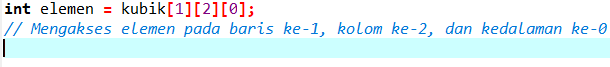 int elemen = kubik[1][2][0];
// Mengakses elemen pada baris ke-1, kolom ke-2, dan kedalaman ke-0